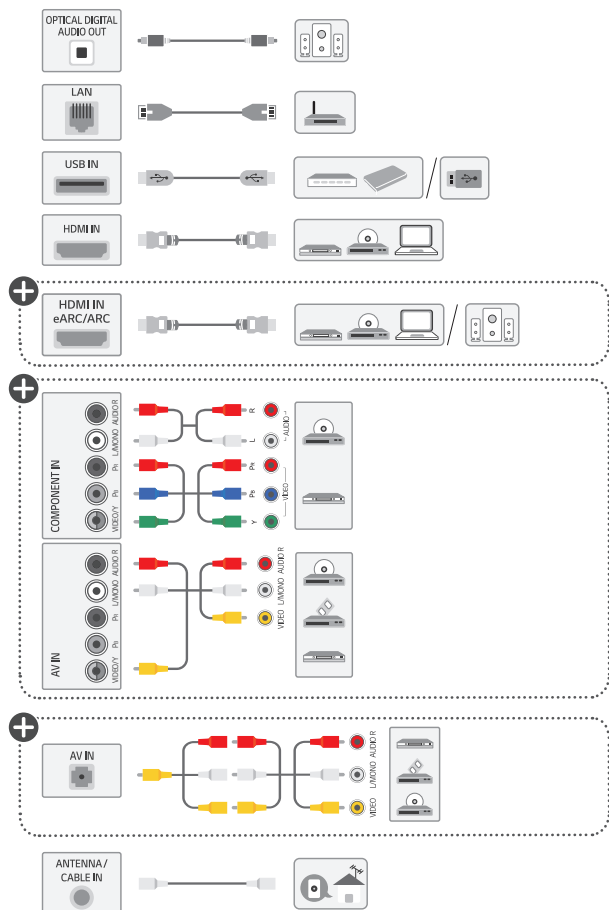 OPTICAL DIGITAL
AUDIO OUT
LAN
USB IN
HDMI IN
HDMI IN
eARC/ARC
COMPONENT IN
VIDEO/Y
PB
PR
L/MONO
AUDIO R
R
L
AUDIO
PR
PB
Y
VIDEO
AV IN
VIDEO/Y
PB
PR
L/MONO
AUDIO R
VIDEO
L/MONO
AUDIO R
AV IN
VIDEO
L/MONO
AUDIO R
ANTENNA /
CABLE IN